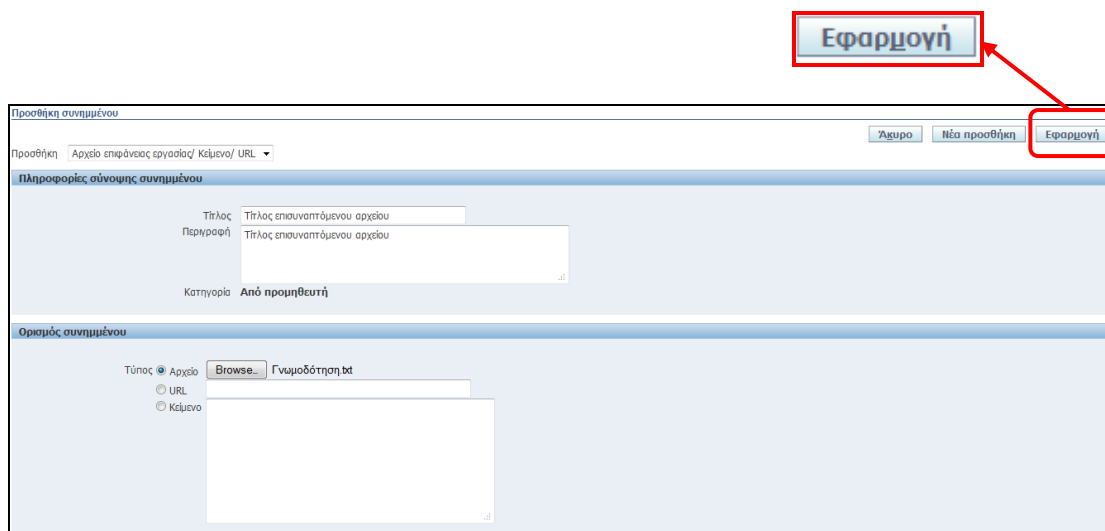 Εφαρμογή
Προσθήκη συνημμένου
Άκυρο Νέα προσθήκη Εφαρμογή
Προσθήκη Αρχείο επιφάνειας εργασίας/ Κείμενο/ URL
Πληροφορίες σύνοψης συνημμένου
Τίτλος Τίτλος επισυναπτόμενου αρχείου
Περιγραφή Τίτλος επισυναπτόμενου αρχείου
Κατηγορία Από προμηθευτή
Ορισμός συνημμένου
Τύπος Αρχείο Browse... Γνωμοδότηση.txt
URL
Κείμενο